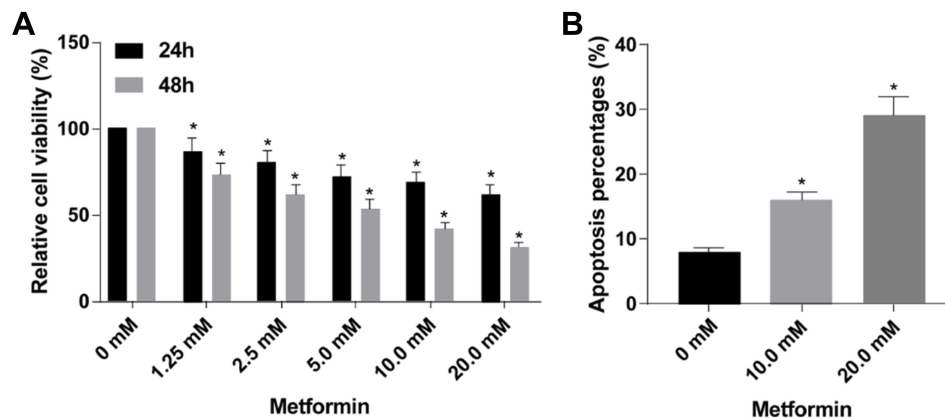 A
Relative cell viability (%)
150
100
50
0
24h
48h
* * * * * * * * * *
0 mM
1.25 mM
2.5 mM
5.0 mM
10.0 mM
20.0 mM
Metformin
B
Apoptosis percentages (%)
40
30
20
10
0
* *
0 mM
10.0 mM
20.0 mM
Metformin